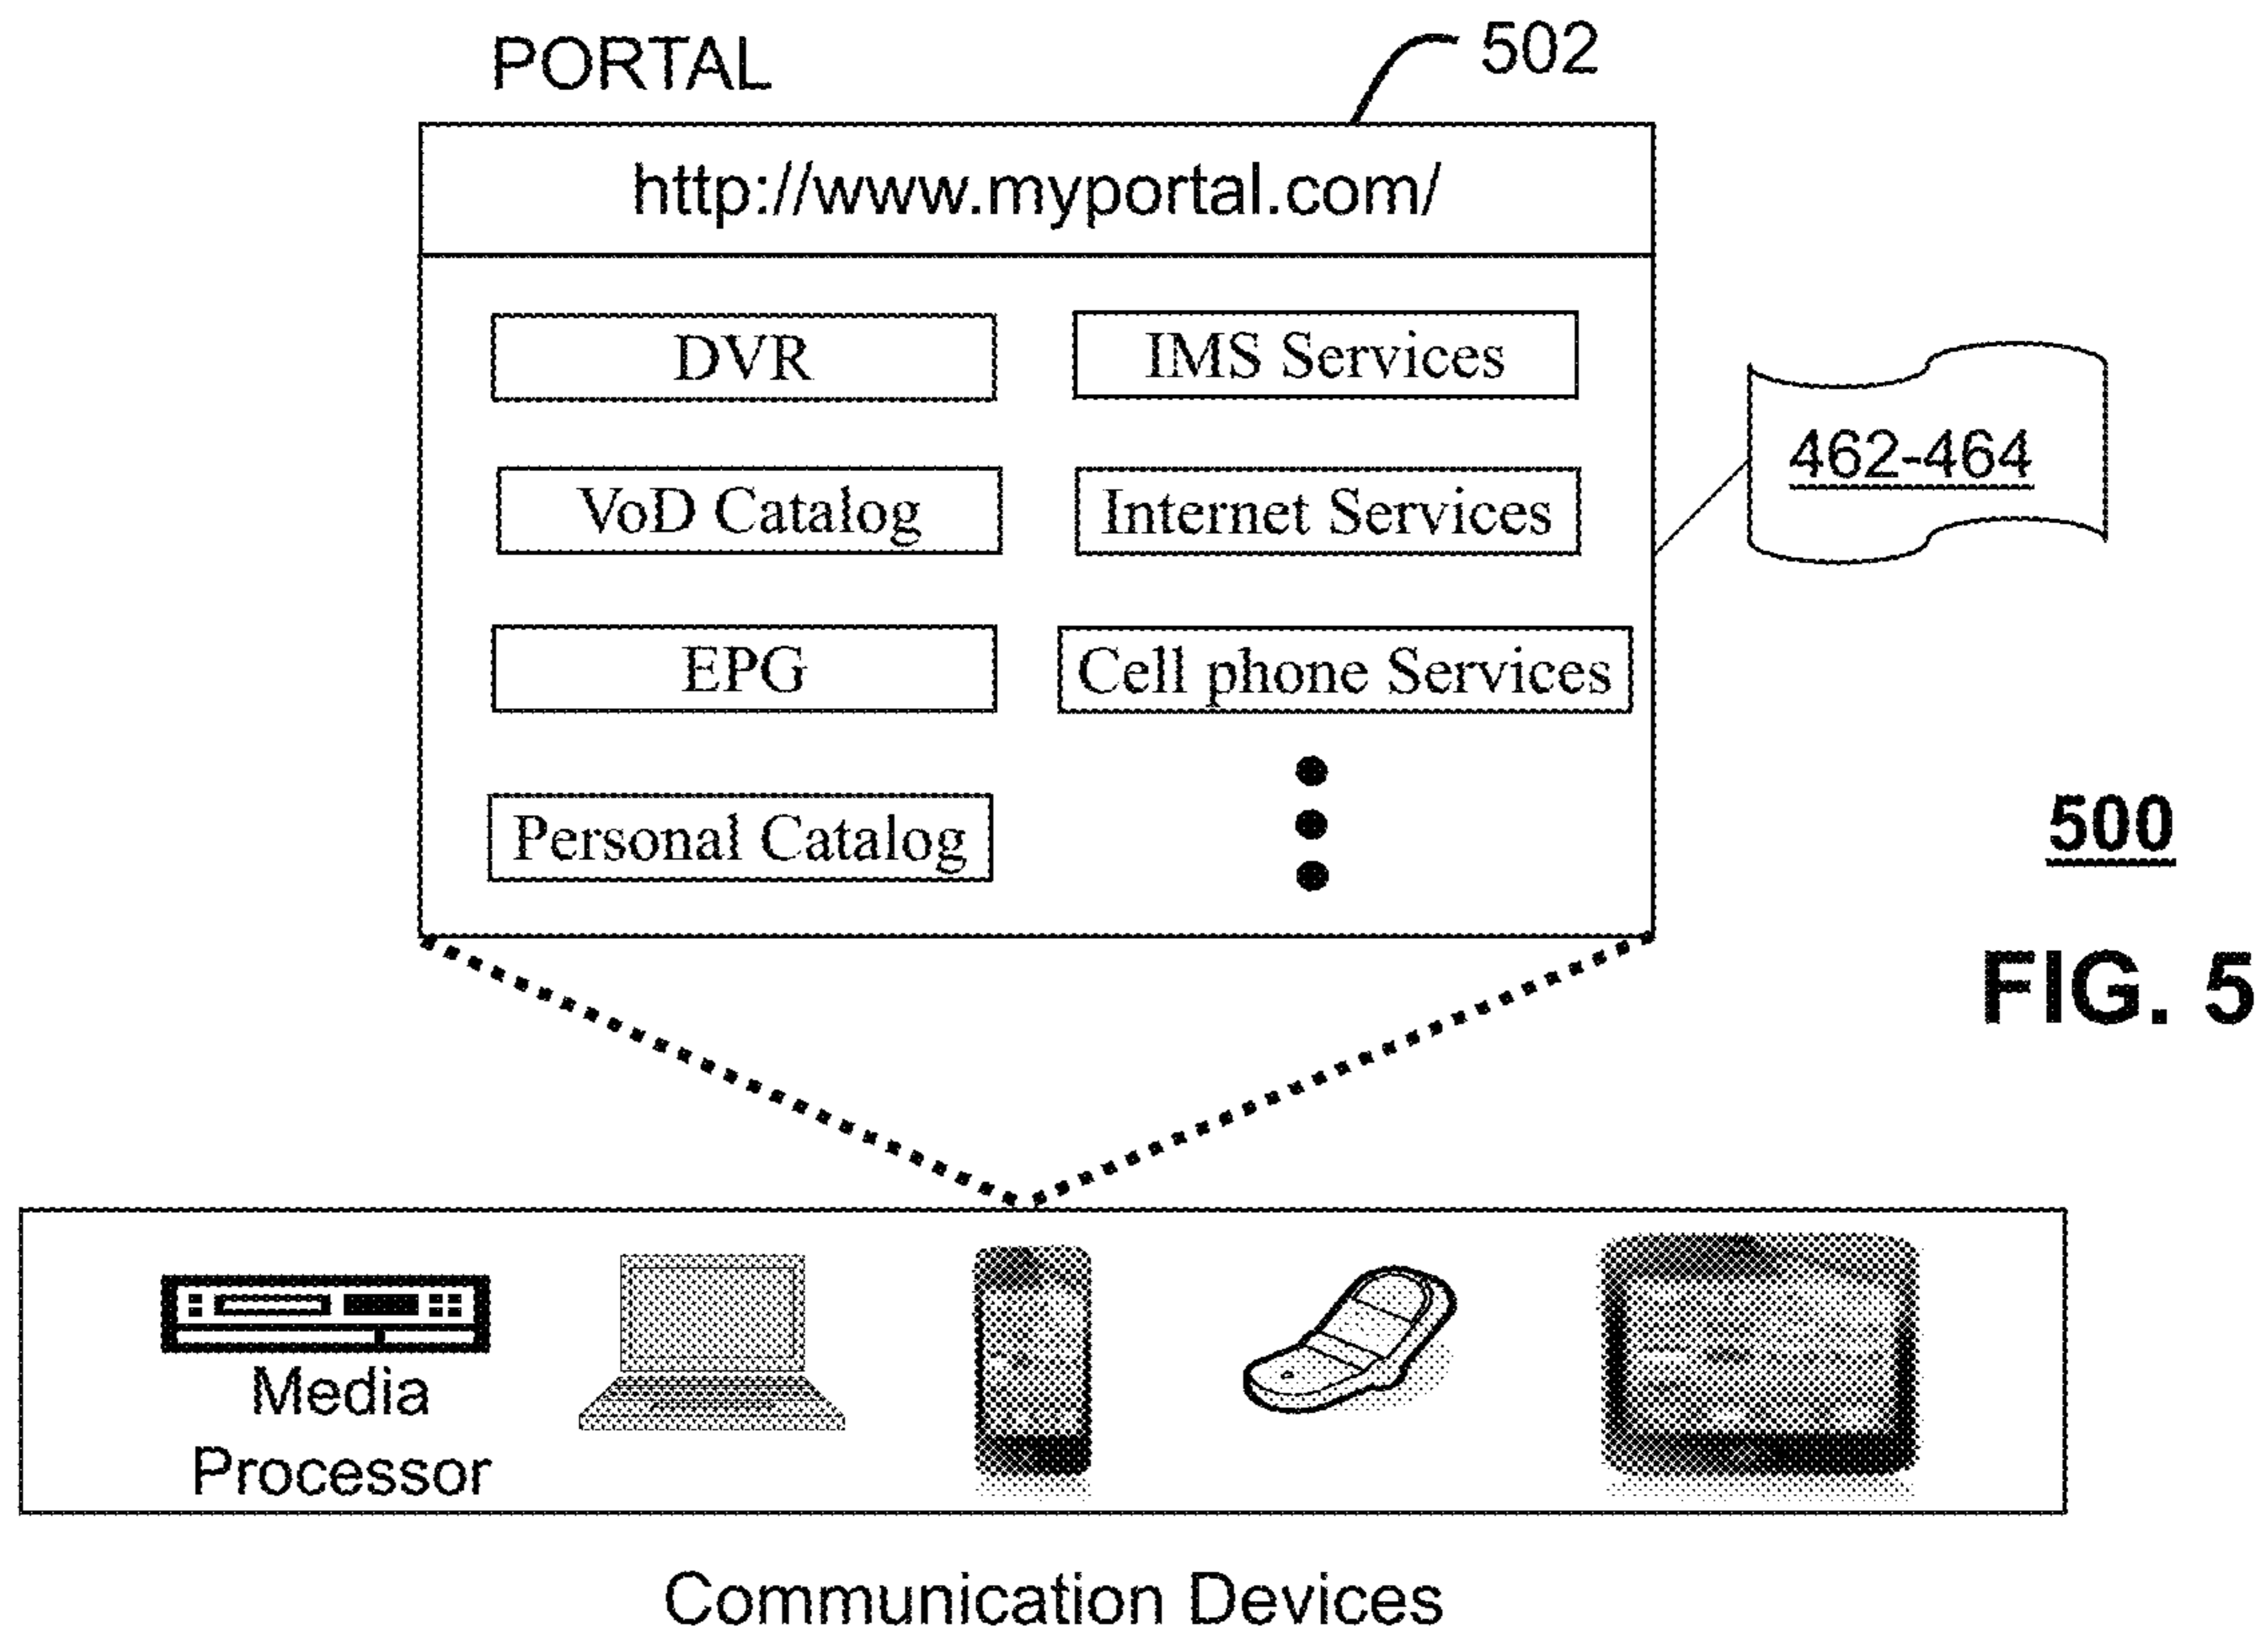 PORTAL
502
http://www.myportal.com/
DVR
IMS Services
VoD Catalog
Internet Services
462-464
EPG
Cell phone Services
Personal Catalog
500
FIG. 5
Media
Processor
Communication Devices